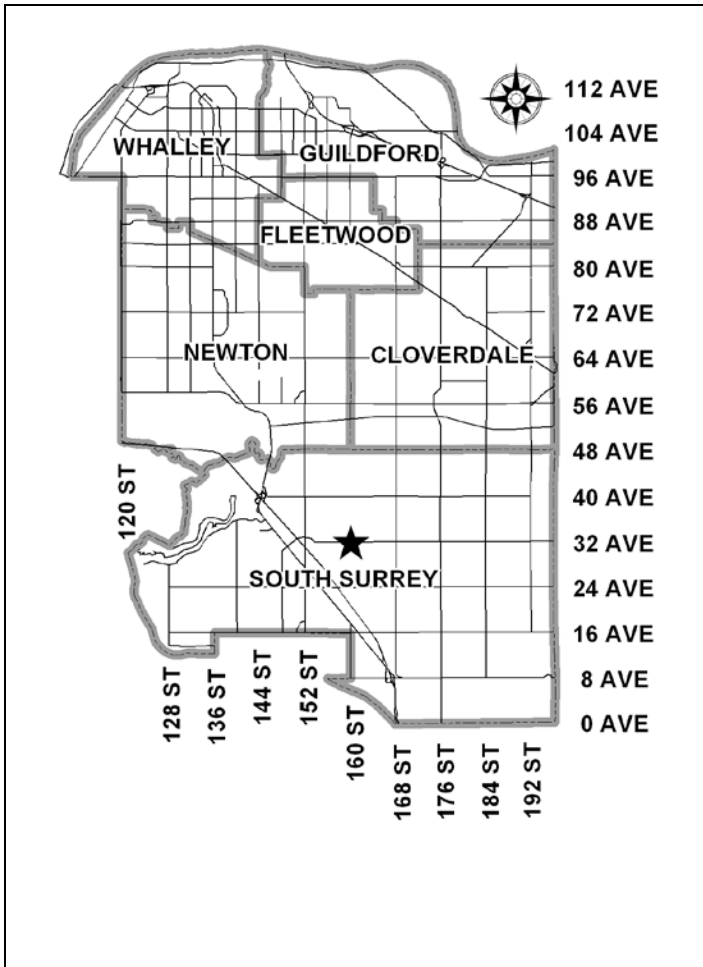 112 AVE
104 AVE
WHALLEY
GUILDFORD
96 AVE
88 AVE
FLEETWOOD
80 AVE
72 AVE
NEWTON
CLOVERDALE
64 AVE
56 AVE
48 AVE
120 ST
40 AVE
32 AVE
SOUTH SURREY
24 AVE
16 AVE
8 AVE
0 AVE
128 ST
136 ST
144 ST
152 ST
160 ST
168 ST
176 ST
184 ST
192 ST